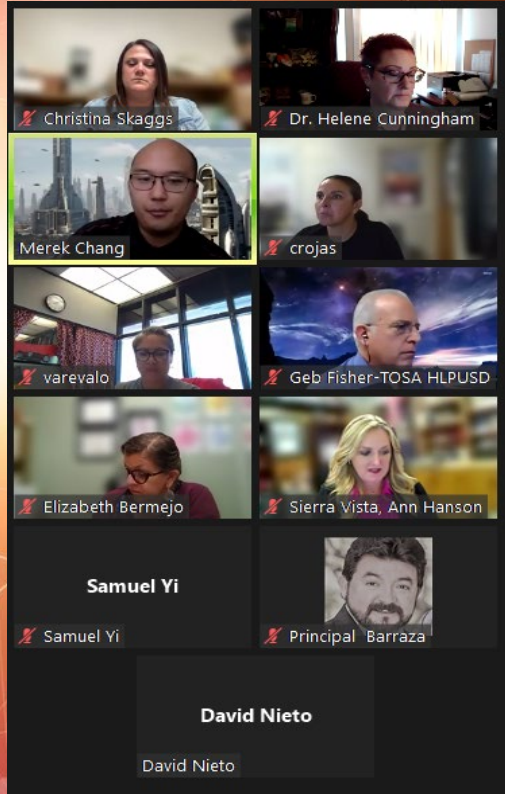 Christina Skaggs
Dr. Helene Cunningham
Merek Chang
crojas
varevalo
Geb Fisher-TOSA HLPUSD
Elizabeth Bermejo
Sierra Vista, Ann Hanson
Samuel Yi
Samuel Yi
Principal Barraza
David Nieto
David Nieto